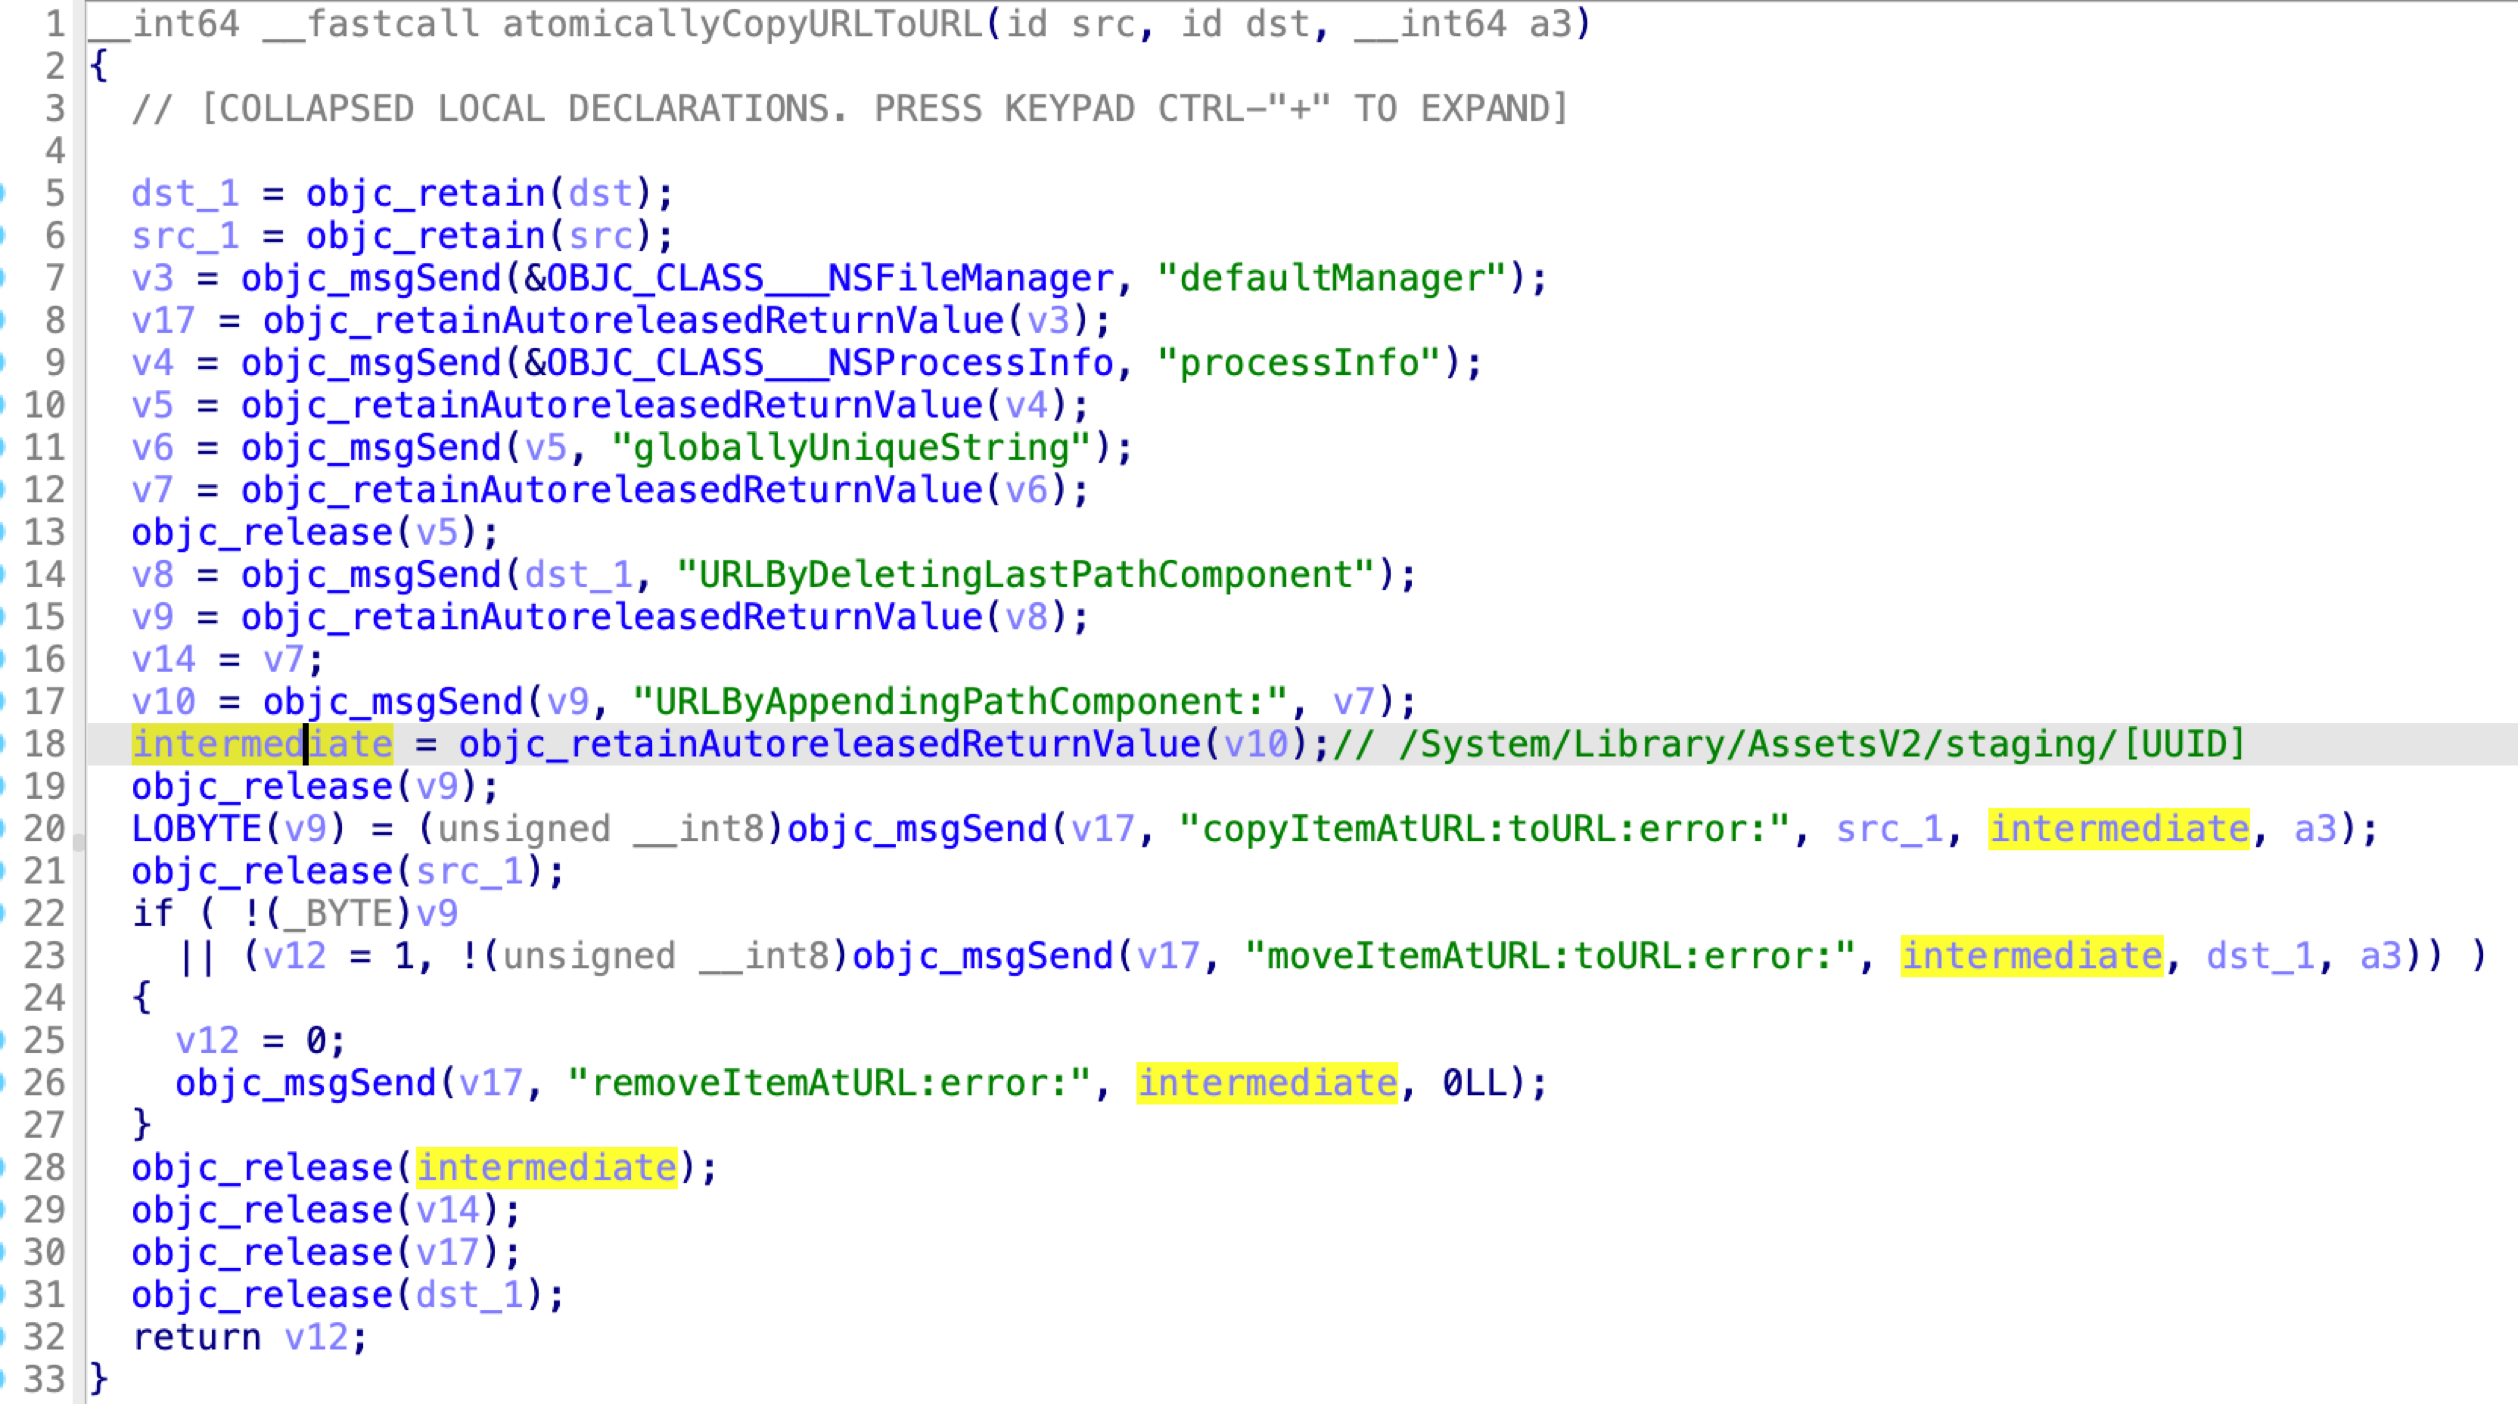 1 __int64 __fastcall atomicallyCopyURLToURL(id src, id dst, __int64 a3)
2 {
3 // [COLLAPSED LOCAL DECLARATIONS. PRESS KEYPAD CTRL-"+" TO EXPAND]
4
5 dst_1 = objc_retain(dst);
6 src_1 = objc_retain(src);
7 v3 = objc_msgSend(&OBJC_CLASS___NSFileManager, "defaultManager");
8 v17 = objc_retainAutoreleasedReturnValue(v3);
9 v4 = objc_msgSend(&OBJC_CLASS___NSProcessInfo, "processInfo");
10 v5 = objc_retainAutoreleasedReturnValue(v4);
11 v6 = objc_msgSend(v5, "globallyUniqueString");
12 v7 = objc_retainAutoreleasedReturnValue(v6);
13 objc_release(v5);
14 v8 = objc_msgSend(dst_1, "URLByDeletingLastPathComponent");
15 v9 = objc_retainAutoreleasedReturnValue(v8);
16 v14 = v7;
17 v10 = objc_msgSend(v9, "URLByAppendingPathComponent:", v7);
18 intermediate = objc_retainAutoreleasedReturnValue(v10);// /System/Library/AssetsV2/staging/[UUID]
19 objc_release(v9);
20 LOBYTE(v9) = (unsigned __int8)objc_msgSend(v17, "copyItemAtURL:toURL:error:", src_1, intermediate, a3);
21 objc_release(src_1);
22 if ( !(_BYTE)v9
23 || (v12 = 1, !(unsigned __int8)objc_msgSend(v17, "moveItemAtURL:toURL:error:", intermediate, dst_1, a3)) )
24 {
25 v12 = 0;
26 objc_msgSend(v17, "removeItemAtURL:error:", intermediate, 0LL);
27 }
28 objc_release(intermediate);
29 objc_release(v14);
30 objc_release(v17);
31 objc_release(dst_1);
32 return v12;
33 }